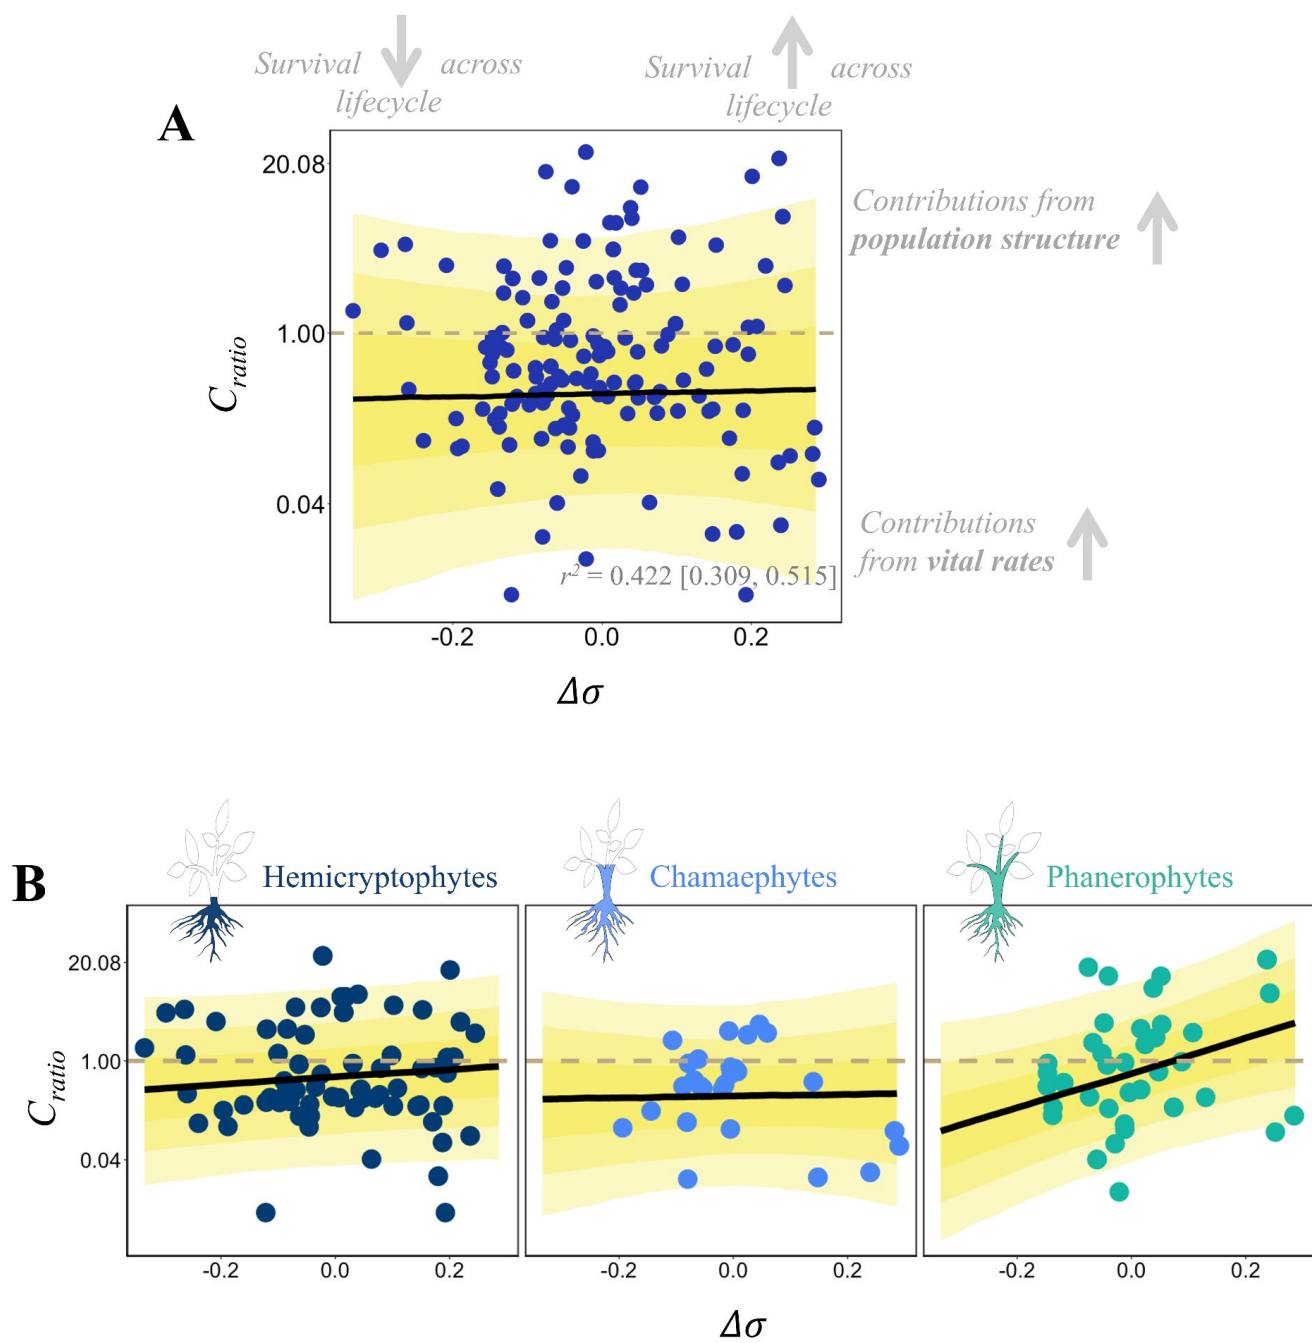 Survival across
lifecycle
Survival across
lifecycle
A
20.08
1.00
0.04
C ratio
Contributions from
population structure
Contributions
from vital rates
r² = 0.422 [0.309, 0.515]
-0.2 0.0 0.2
Δσ
B
Hemicryptophytes
Chamaephytes
Phanerophytes
20.08
1.00
0.04
C ratio
-0.2 0.0 0.2
-0.2 0.0 0.2
-0.2 0.0 0.2
Δσ